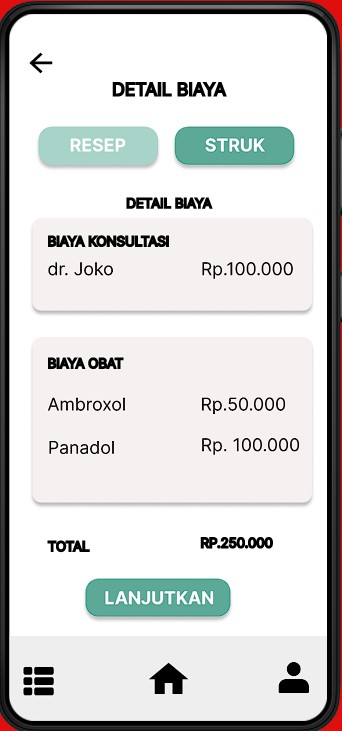 DETAIL BIAYA
RESEP STRUK
DETAIL BIAYA
BIAYA KONSULTASI
dr. Joko Rp.100.000
BIAYA OBAT
Ambroxol Rp.50.000
Panadol Rp. 100.000
TOTAL RP.250.000
LANJUTKAN